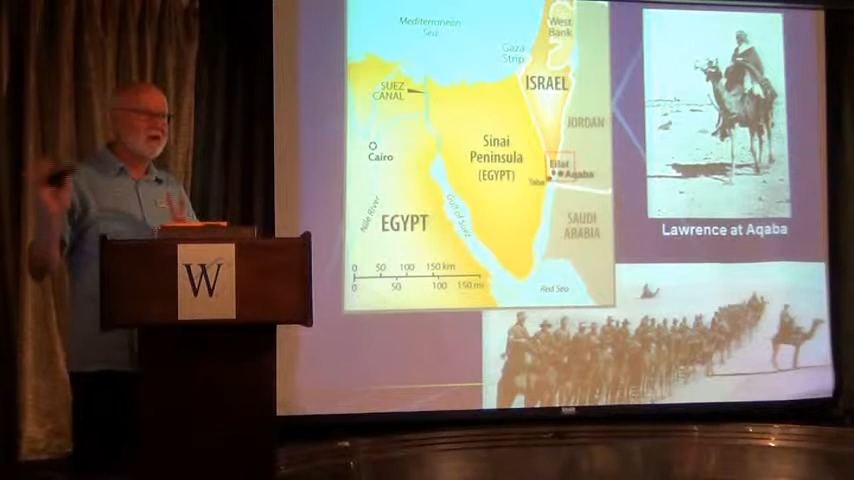 Mediterranean
Sea
West
Bank
Gaza
Strip
ISRAEL
SUEZ
CANAL
JORDAN
Cairo
Sinai
Peninsula
(EGYPT)
Eilat
Aqaba
Taba
Nile River
EGYPT
Gulf of Suez
SAUDI
ARABIA
0 50 100 150 km
0 50 100 150 mi
Red Sea
Lawrence at Aqaba
W